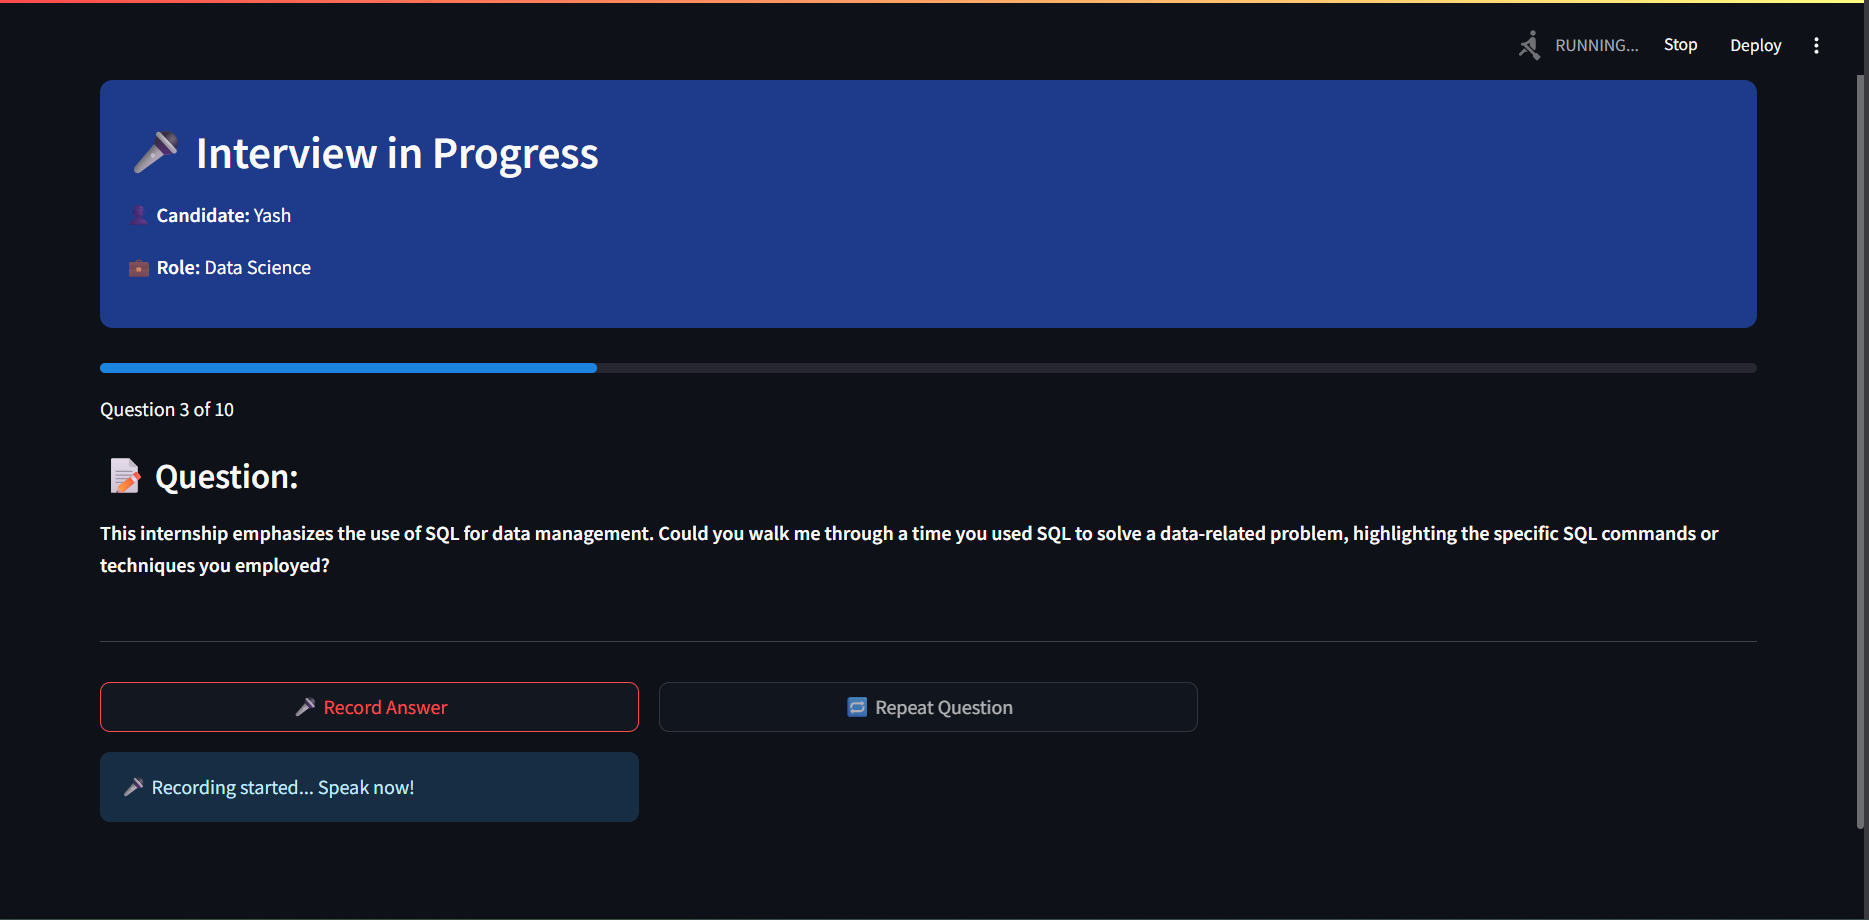 RUNNING...
Stop
Deploy
Interview in Progress
Candidate: Yash
Role: Data Science
Question 3 of 10
Question:
This internship emphasizes the use of SQL for data management. Could you walk me through a time you used SQL to solve a data-related problem, highlighting the specific SQL commands or
techniques you employed?
Record Answer
Repeat Question
Recording started... Speak now!